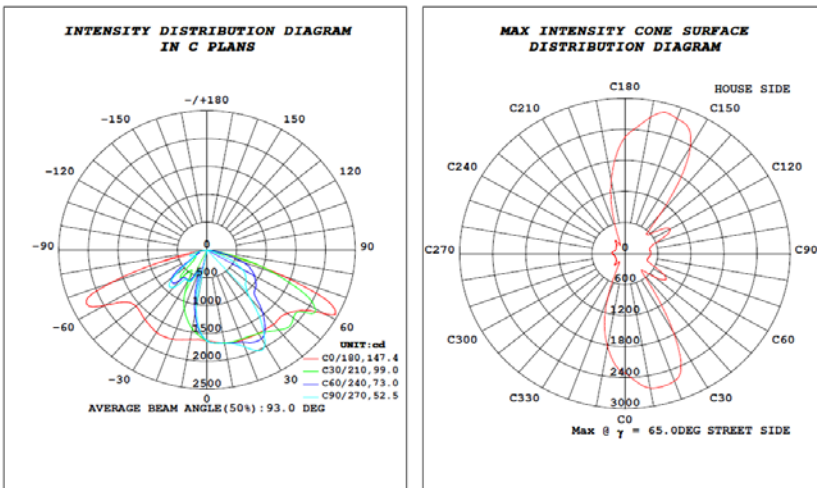 INTENSITY DISTRIBUTION DIAGRAM
IN C PLANS
-/+180
-150
150
-120
120
-90
90
-60
60
-30
30
0
0
500
1000
1500
2000
2500
UNIT:cd
C0/180,147.4
C30/210,99.0
C60/240,73.0
C90/270,52.5
AVERAGE BEAM ANGLE(50%):93.0 DEG
MAX INTENSITY CONE SURFACE
DISTRIBUTION DIAGRAM
HOUSE SIDE
C180
C210
C150
C240
C120
C270
C90
C300
C60
C330
C30
C0
0
600
1200
1800
2400
3000
Max @ γ = 65.0DEG STREET SIDE